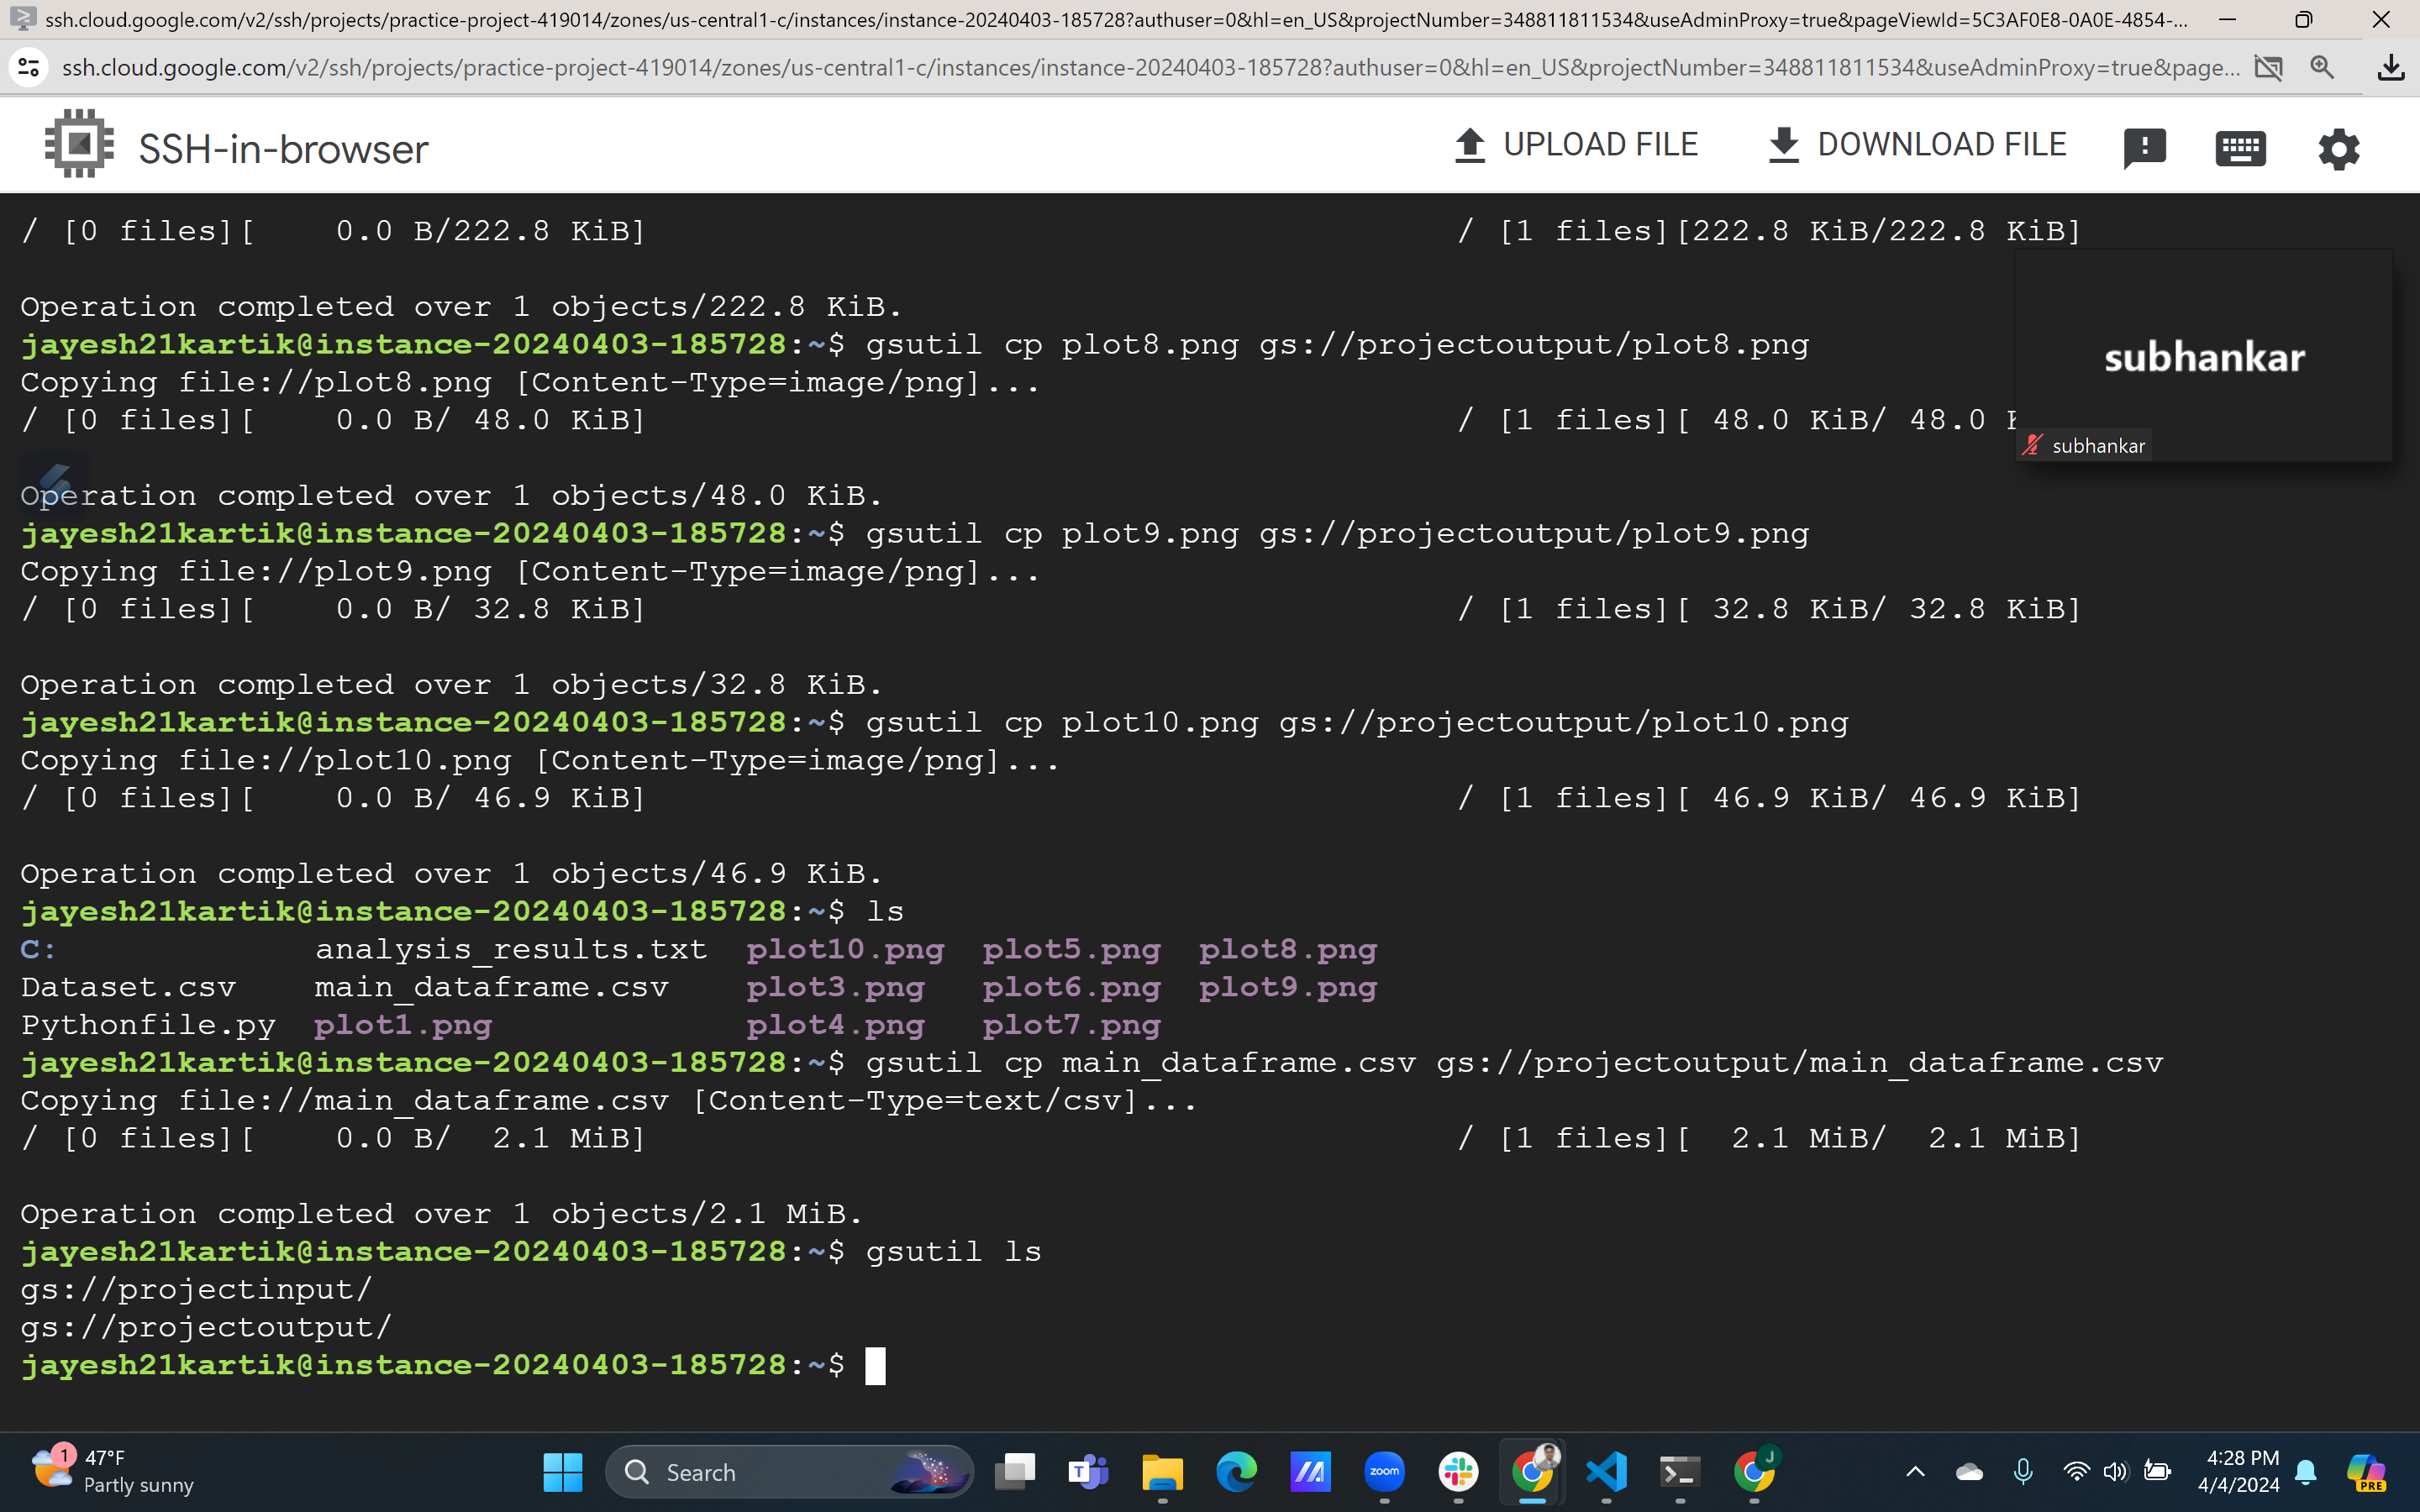 ssh.cloud.google.com/v2/ssh/projects/practice-project-419014/zones/us-central1-c/instances/instance-20240403-185728?authuser=0&hl=en_US&projectNumber=348811811534&useAdminProxy=true&pageViewId=5C3AF0E8-0A0E-4854-...
ssh.cloud.google.com/v2/ssh/projects/practice-project-419014/zones/us-central1-c/instances/instance-20240403-185728?authuser=0&hl=en_US&projectNumber=348811811534&useAdminProxy=true&page...
SSH-in-browser
UPLOAD FILE
DOWNLOAD FILE
/ [0 files][    0.0 B/222.8 KiB]    / [1 files][222.8 KiB/222.8 KiB]
Operation completed over 1 objects/222.8 KiB.
jayesh21kartik@instance-20240403-185728:~$ gsutil cp plot8.png gs://projectoutput/plot8.png
Copying file://plot8.png [Content-Type=image/png]...
/ [0 files][    0.0 B/ 48.0 KiB]    / [1 files][ 48.0 KiB/ 48.0
subhankar
subhankar
Operation completed over 1 objects/48.0 KiB.
jayesh21kartik@instance-20240403-185728:~$ gsutil cp plot9.png gs://projectoutput/plot9.png
Copying file://plot9.png [Content-Type=image/png]...
/ [0 files][    0.0 B/ 32.8 KiB]    / [1 files][ 32.8 KiB/ 32.8 KiB]
Operation completed over 1 objects/32.8 KiB.
jayesh21kartik@instance-20240403-185728:~$ gsutil cp plot10.png gs://projectoutput/plot10.png
Copying file://plot10.png [Content-Type=image/png]...
/ [0 files][    0.0 B/ 46.9 KiB]    / [1 files][ 46.9 KiB/ 46.9 KiB]
Operation completed over 1 objects/46.9 KiB.
jayesh21kartik@instance-20240403-185728:~$ ls
C:    analysis_results.txt  plot10.png  plot5.png  plot8.png
Dataset.csv    main_dataframe.csv    plot3.png   plot6.png  plot9.png
Pythonfile.py  plot1.png    plot4.png   plot7.png
jayesh21kartik@instance-20240403-185728:~$ gsutil cp main_dataframe.csv gs://projectoutput/main_dataframe.csv
Copying file://main_dataframe.csv [Content-Type=text/csv]...
/ [0 files][    0.0 B/  2.1 MiB]    / [1 files][  2.1 MiB/  2.1 MiB]
Operation completed over 1 objects/2.1 MiB.
jayesh21kartik@instance-20240403-185728:~$ gsutil ls
gs://projectinput/
gs://projectoutput/
jayesh21kartik@instance-20240403-185728:~$
1
47°F
Partly sunny
Search
zoom
J
4:28 PM
4/4/2024
PRE